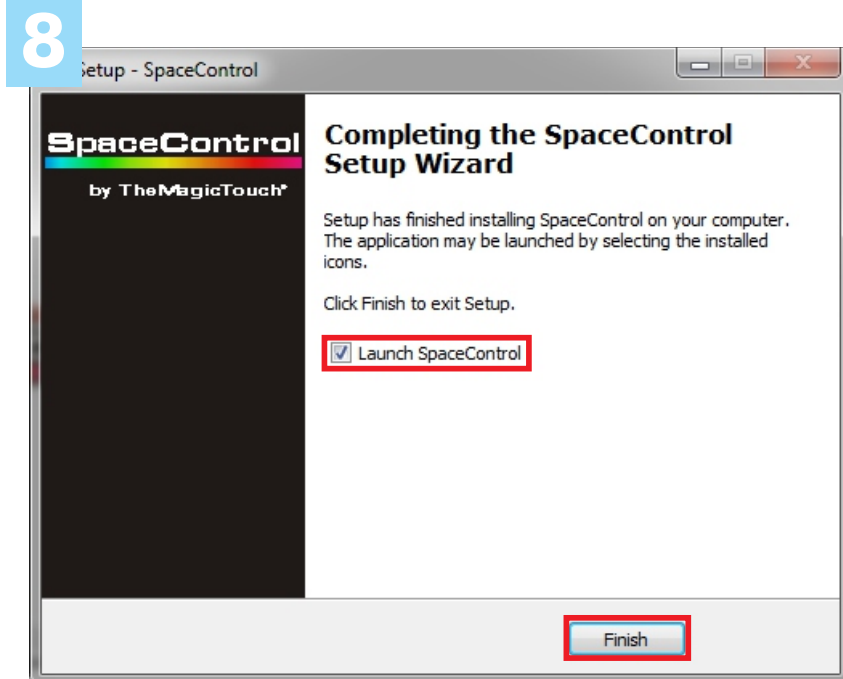 8
Setup - SpaceControl
SpaceControl
by TheMagicTouch®
Completing the SpaceControl
Setup Wizard
Setup has finished installing SpaceControl on your computer.
The application may be launched by selecting the installed
icons.
Click Finish to exit Setup.
Launch SpaceControl
Finish